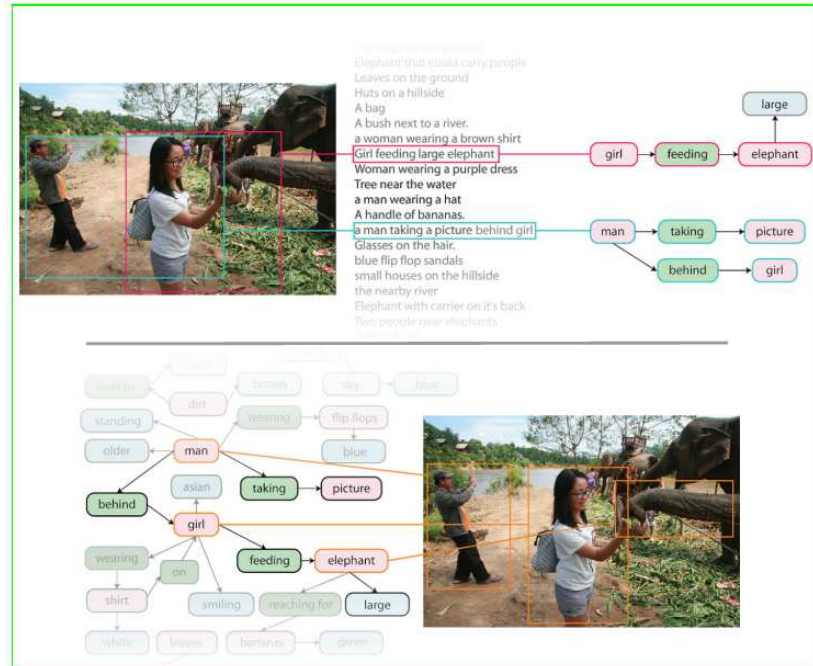 Elephant that could carry people
Leaves on the ground
Huts on a hillside
A bag
A bush next to a river.
a woman wearing a brown shirt
Girl feeding large elephant
Woman wearing a purple dress
Tree near the water
a man wearing a hat
A handle of bananas.
a man taking a picture behind girl
Glasses on the hair.
blue flip flop sandals
small houses on the hillside
the nearby river
Elephant with carrier on it's back
Two people near elephants
large
girl feeding elephant
man taking picture
behind girl
brown sky blue
dirt
standing wearing flip flops
older man blue
asian taking picture
behind
girl
wearing feeding elephant
on
shirt smiling reaching for large
white leaves bananas green